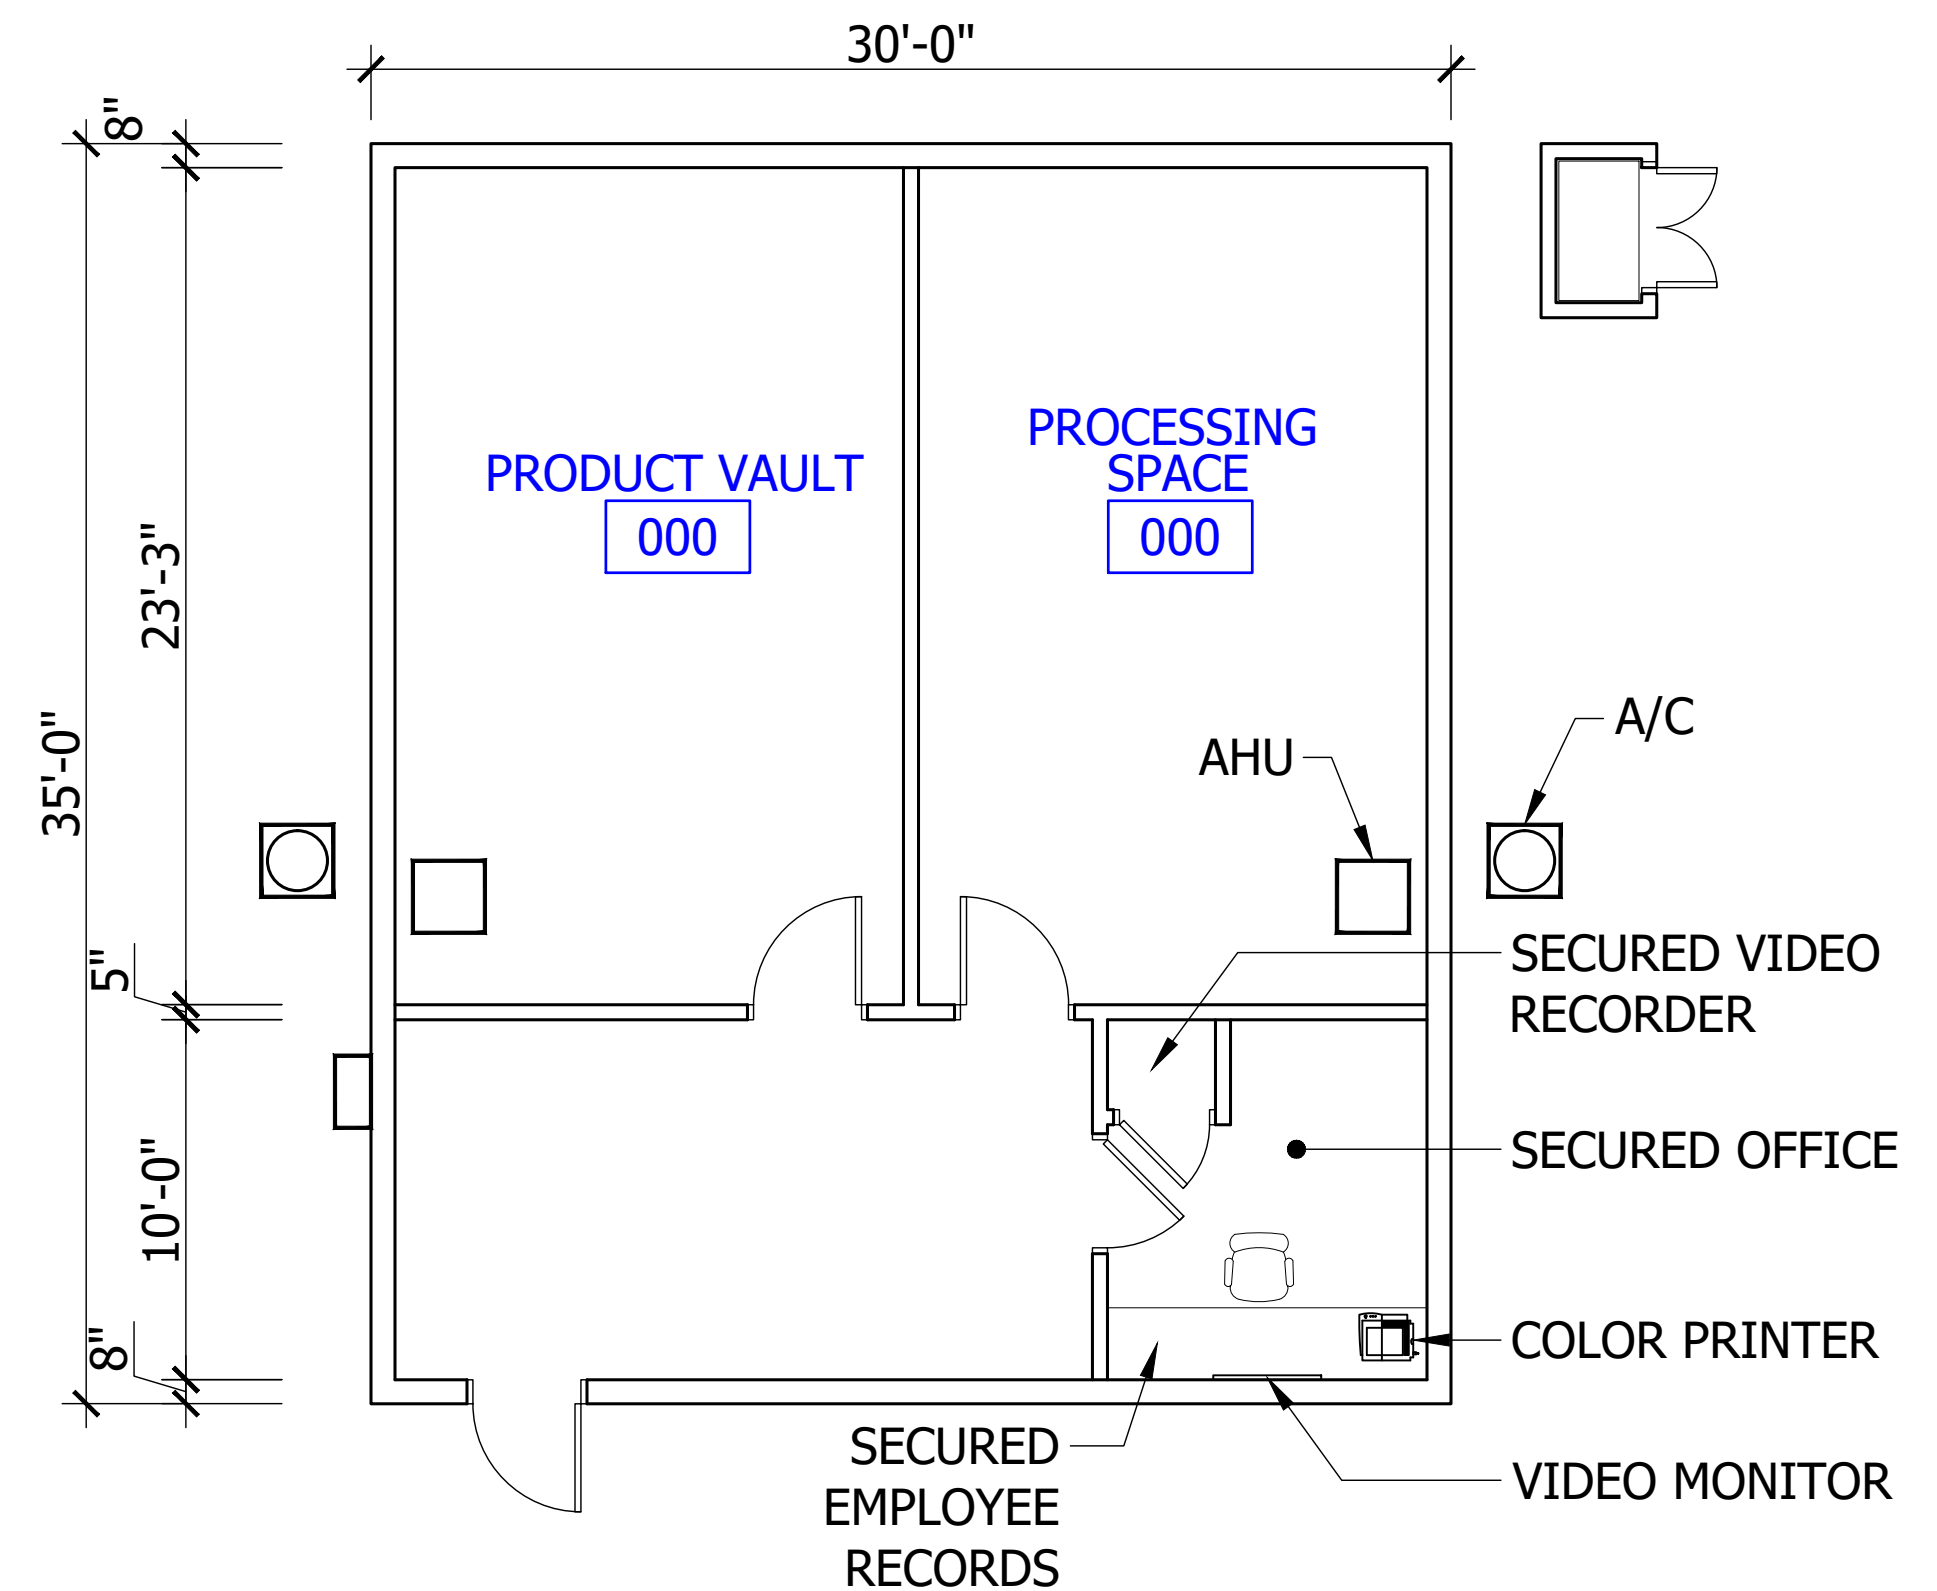 30'-0"
8"
23'-3"
35'-0"
5"
10'-0"
8"
PRODUCT VAULT
000
PROCESSING
SPACE
000
AHU
A/C
SECURED VIDEO
RECORDER
SECURED OFFICE
COLOR PRINTER
VIDEO MONITOR
SECURED
EMPLOYEE
RECORDS